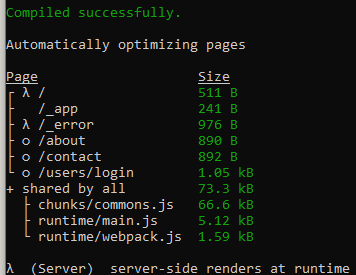 Compiled successfully.
Automatically optimizing pages
Page Size
┌ λ / 511 B
├ /_app 241 B
├ λ /_error 976 B
├ o /about 890 B
├ o /contact 892 B
└ o /users/login 1.05 kB
+ shared by all 73.3 kB
├ chunks/commons.js 66.6 kB
├ runtime/main.js 5.12 kB
└ runtime/webpack.js 1.59 kB
λ (Server) server-side renders at runtime